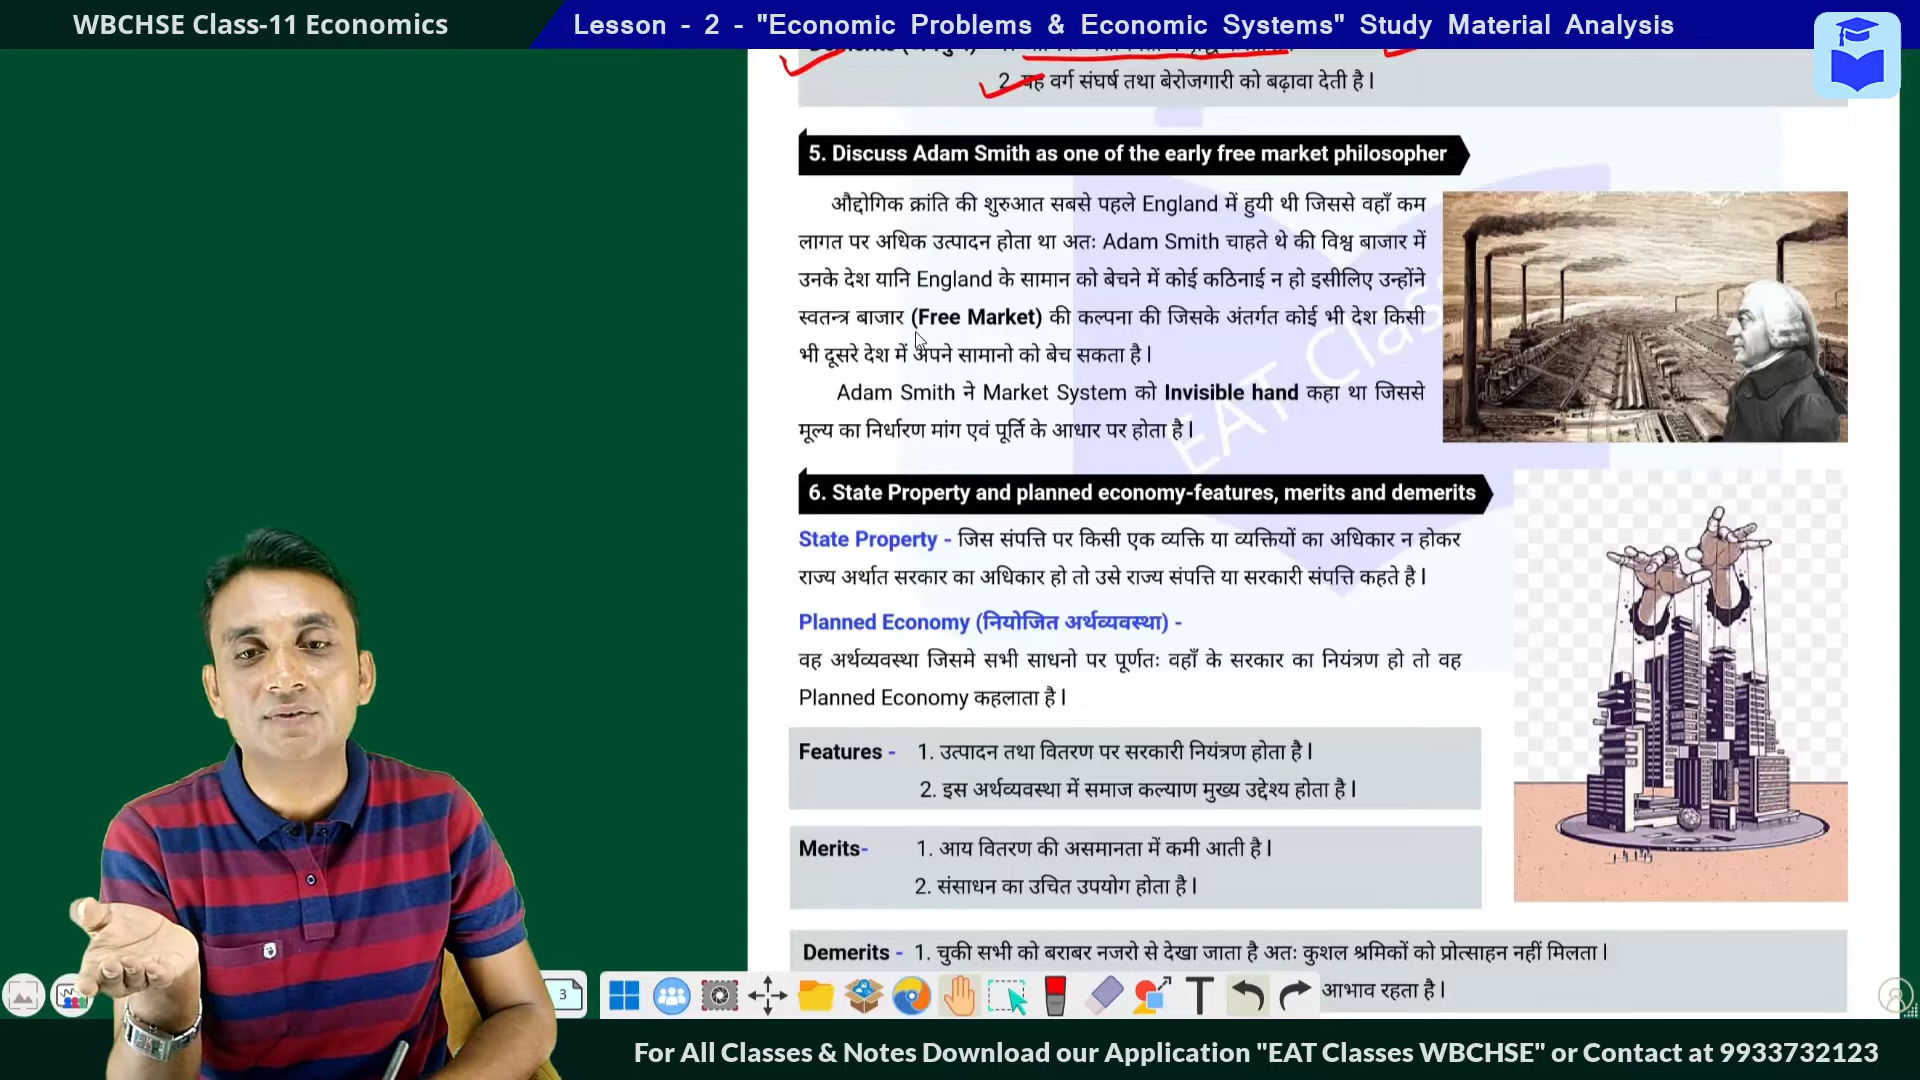 WBCHSE Class-11 Economics
Lesson - 2 - "Economic Problems & Economic Systems" Study Material Analysis
2. यह वर्ग संघर्ष तथा बेरोजगारी को बढ़ावा देती है l
5. Discuss Adam Smith as one of the early free market philosopher
औद्दोगिक क्रांति की शुरुआत सबसे पहले England में हुयी थी जिससे वहाँ कम
लागत पर अधिक उत्पादन होता था अतः Adam Smith चाहते थे की विश्व बाजार में
उनके देश यानि England के सामान को बेचने में कोई कठिनाई न हो इसीलिए उन्होंने
स्वतन्त्र बाजार (Free Market) की कल्पना की जिसके अंतर्गत कोई भी देश किसी
भी दूसरे देश में अपने सामानो को बेच सकता है l
Adam Smith ने Market System को Invisible hand कहा था जिससे
मूल्य का निर्धारण मांग एवं पूर्ति के आधार पर होता है l
EAT Class
6. State Property and planned economy-features, merits and demerits
State Property - जिस संपत्ति पर किसी एक व्यक्ति या व्यक्तियों का अधिकार न होकर
राज्य अर्थात सरकार का अधिकार हो तो उसे राज्य संपत्ति या सरकारी संपत्ति कहते है l
Planned Economy (नियोजित अर्थव्यवस्था) -
वह अर्थव्यवस्था जिसमे सभी साधनो पर पूर्णतः वहाँ के सरकार का नियंत्रण हो तो वह
Planned Economy कहलाता है l
Features - 1. उत्पादन तथा वितरण पर सरकारी नियंत्रण होता है l
2. इस अर्थव्यवस्था में समाज कल्याण मुख्य उद्देश्य होता है l
Merits- 1. आय वितरण की असमानता में कमी आती है l
2. संसाधन का उचित उपयोग होता है l
Demerits - 1. चुकी सभी को बराबर नजरो से देखा जाता है अतः कुशल श्रमिकों को प्रोत्साहन नहीं मिलता l
आभाव रहता है l
3
T
For All Classes & Notes Download our Application "EAT Classes WBCHSE" or Contact at 9933732123